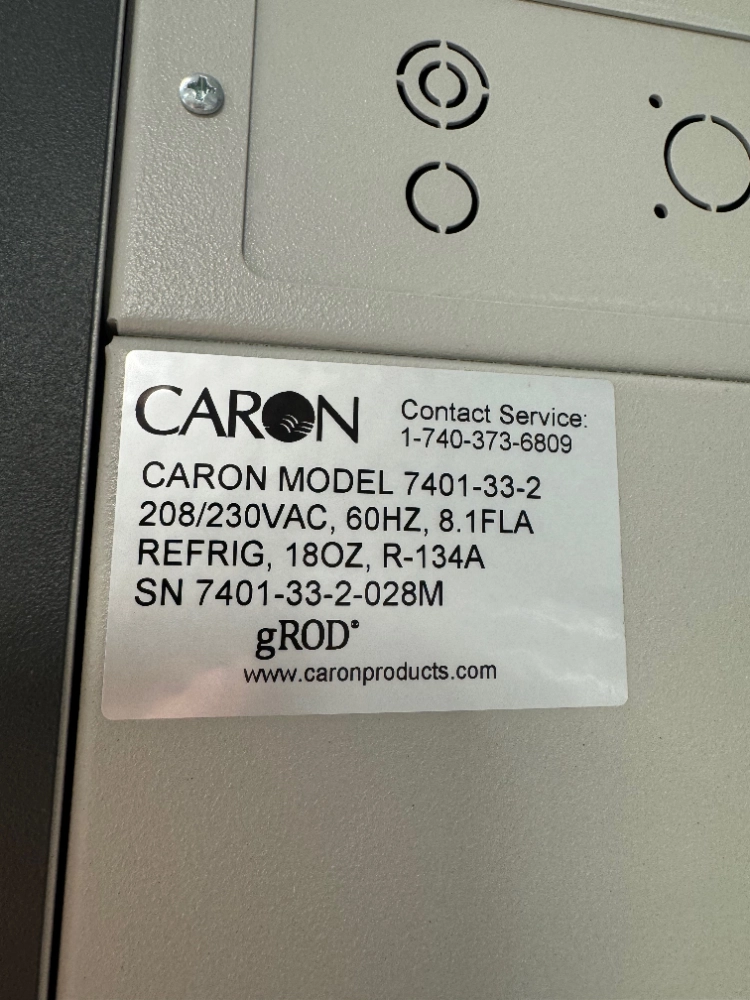 CARON
Contact Service:
1-740-373-6809
CARON MODEL 7401-33-2
208/230VAC, 60HZ, 8.1FLA
REFRIG, 18OZ, R-134A
SN 7401-33-2-028M
gROD®
www.caronproducts.com